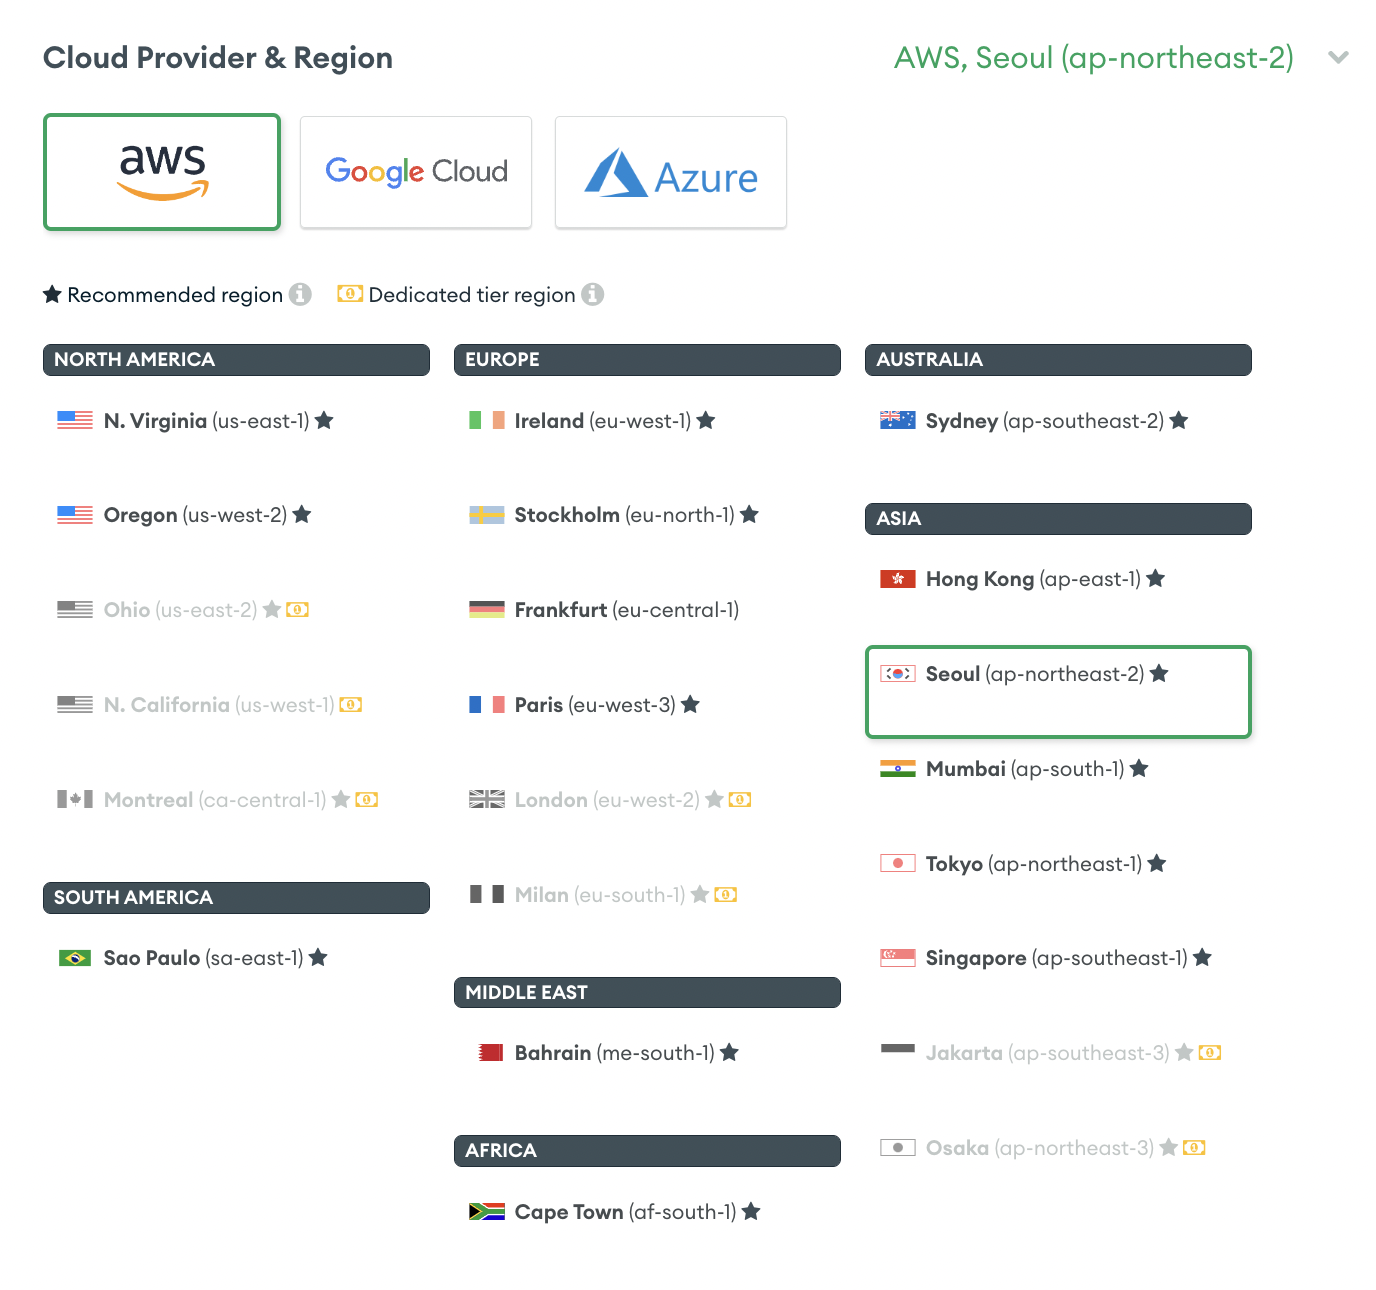 Cloud Provider & Region
AWS, Seoul (ap-northeast-2)
aws
Google Cloud
Azure
Recommended region
Dedicated tier region
NORTH AMERICA
N. Virginia (us-east-1)
Oregon (us-west-2)
Ohio (us-east-2)
N. California (us-west-1)
Montreal (ca-central-1)
SOUTH AMERICA
Sao Paulo (sa-east-1)
EUROPE
Ireland (eu-west-1)
Stockholm (eu-north-1)
Frankfurt (eu-central-1)
Paris (eu-west-3)
London (eu-west-2)
Milan (eu-south-1)
MIDDLE EAST
Bahrain (me-south-1)
AFRICA
Cape Town (af-south-1)
AUSTRALIA
Sydney (ap-southeast-2)
ASIA
Hong Kong (ap-east-1)
Seoul (ap-northeast-2)
Mumbai (ap-south-1)
Tokyo (ap-northeast-1)
Singapore (ap-southeast-1)
Jakarta (ap-southeast-3)
Osaka (ap-northeast-3)